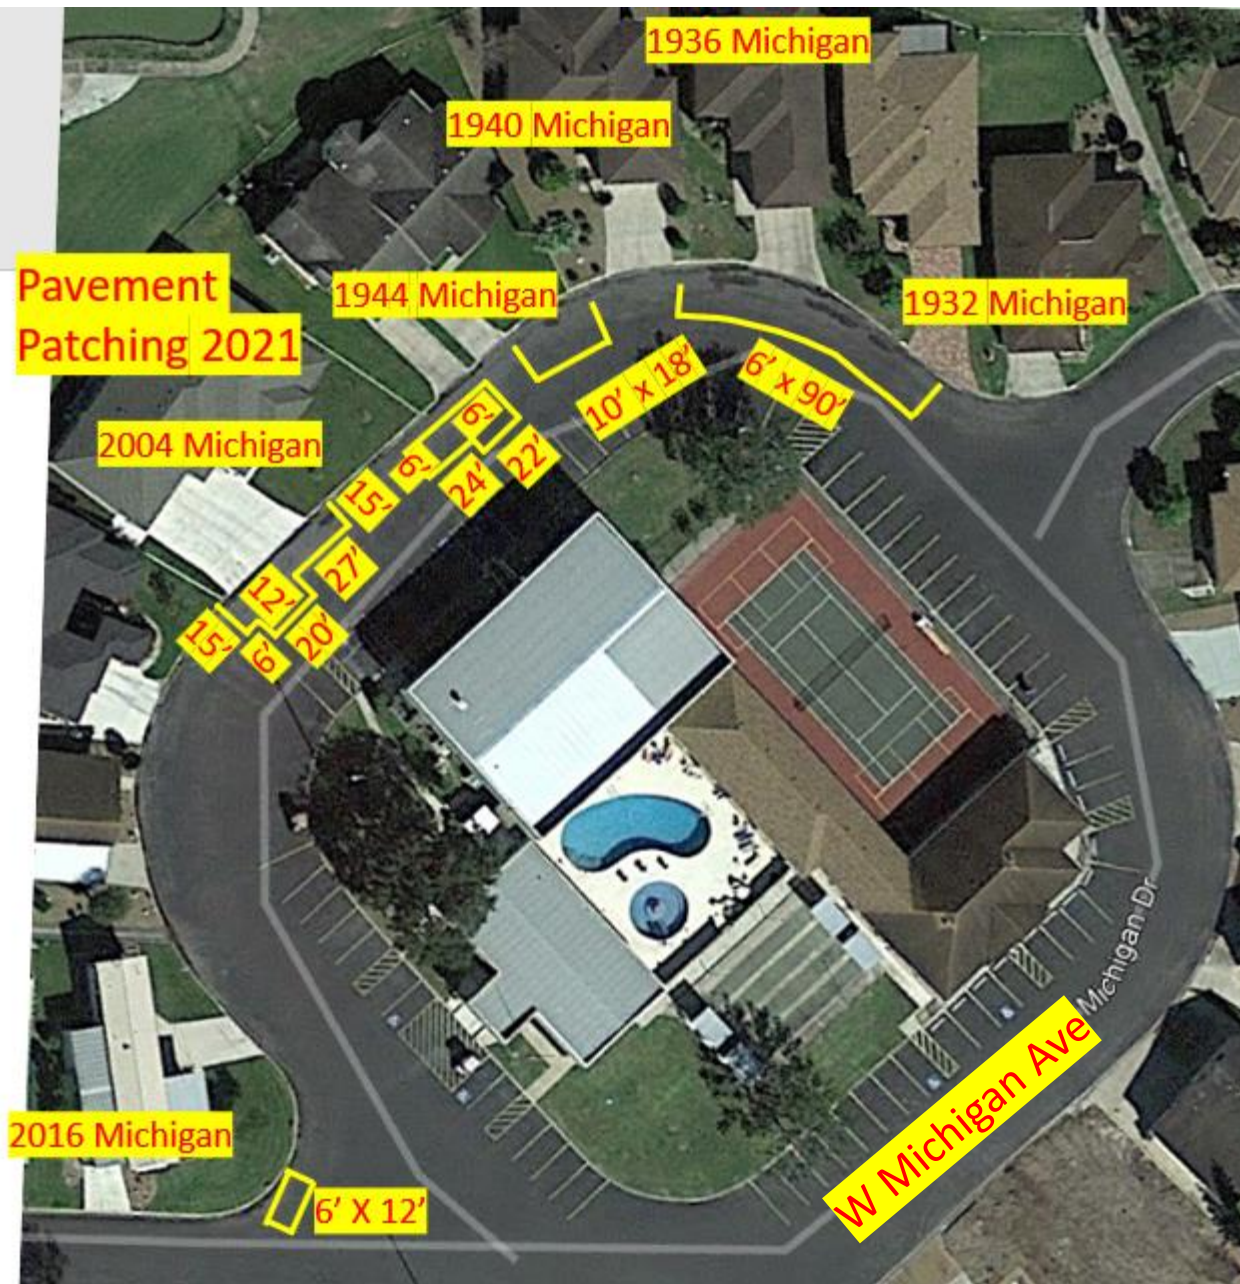 1936 Michigan
1940 Michigan
Pavement
Patching 2021
1944 Michigan
1932 Michigan
10' x 18'
6' x 90'
2004 Michigan
6'
6'
22'
24'
15'
27'
12'
20'
15'
6'
Michigan Dr
W Michigan Ave
2016 Michigan
6' X 12'